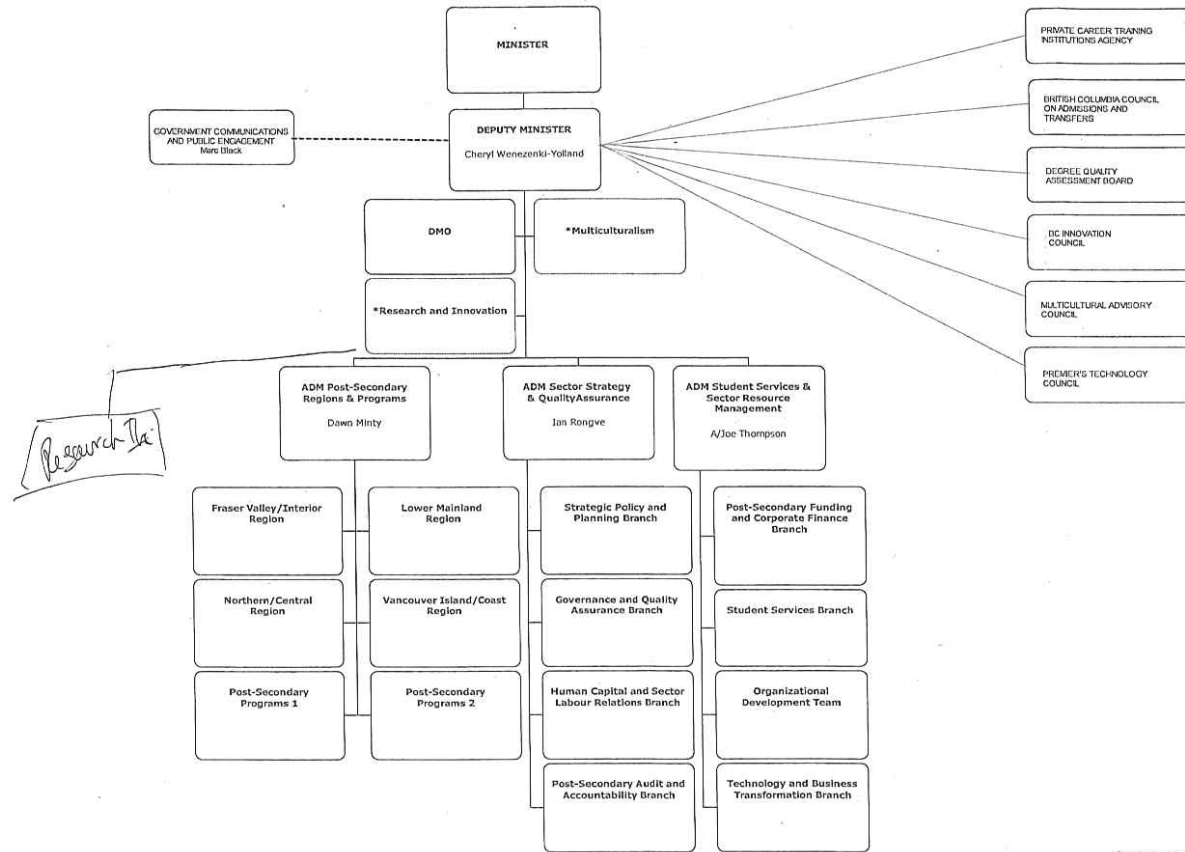 MINISTER
DEPUTY MINISTER
Cheryl Wenezenki-Yolland
GOVERNMENT COMMUNICATIONS
AND PUBLIC ENGAGEMENT
Marc Black
PRIVATE CAREER TRAINING
INSTITUTIONS AGENCY
BRITISH COLUMBIA COUNCIL
ON ADMISSIONS AND
TRANSFERS
DEGREE QUALITY
ASSESSMENT BOARD
BC INNOVATION
COUNCIL
MULTICULTURAL ADVISORY
COUNCIL
PREMIER'S TECHNOLOGY
COUNCIL
DMO
*Multiculturalism
*Research and Innovation
Research
ADM Post-Secondary
Regions & Programs
Dawn Minty
ADM Sector Strategy
& QualityAssurance
Ian Rongve
ADM Student Services &
Sector Resource
Management
A/Joe Thompson
Fraser Valley/Interior
Region
Lower Mainland
Region
Northern/Central
Region
Vancouver Island/Coast
Region
Post-Secondary
Programs 1
Post-Secondary
Programs 2
Strategic Policy and
Planning Branch
Governance and Quality
Assurance Branch
Human Capital and Sector
Labour Relations Branch
Post-Secondary Audit and
Accountability Branch
Post-Secondary Funding
and Corporate Finance
Branch
Student Services Branch
Organizational
Development Team
Technology and Business
Transformation Branch